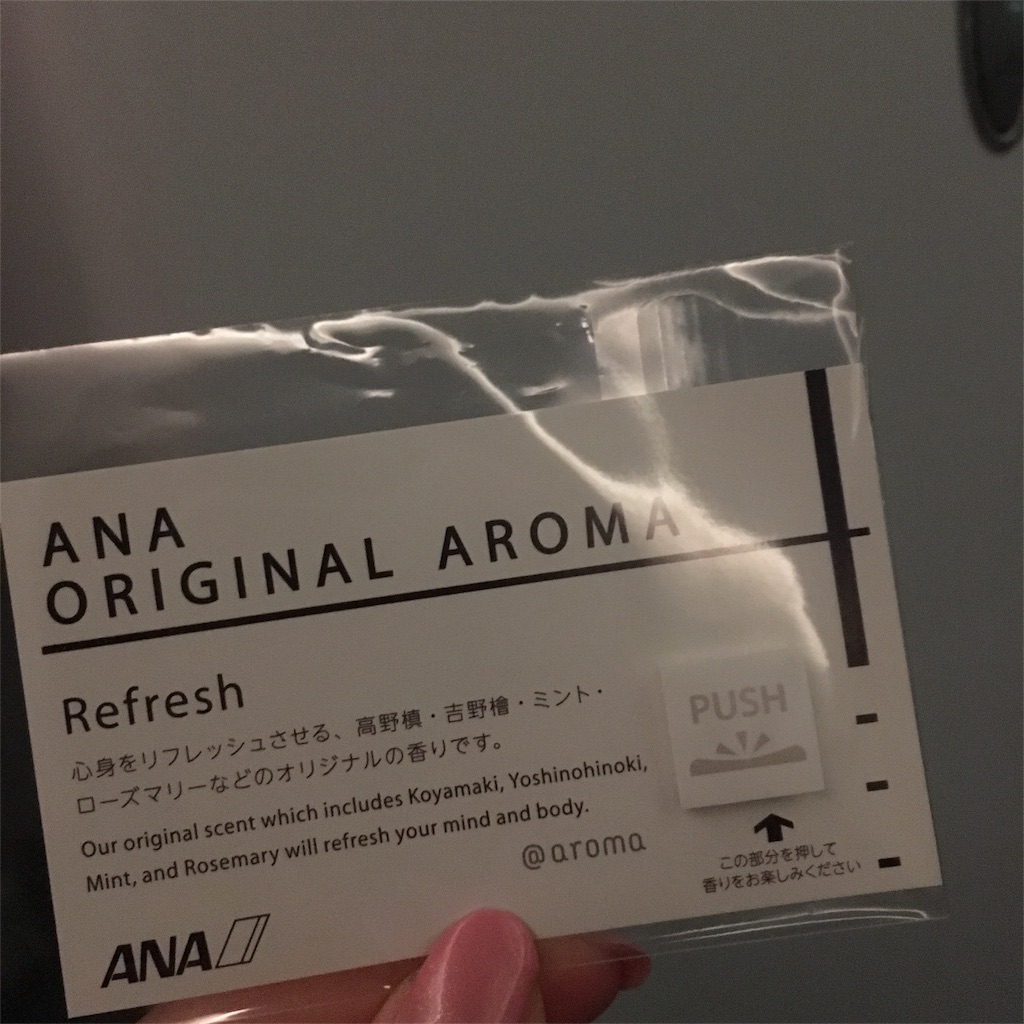 ANA
ORIGINAL AROMA
Refresh
心身をリフレッシュさせる、高野槙・吉野檜・ミント・
ローズマリーなどのオリジナルの香りです。
Our original scent which includes Koyamaki, Yoshinohinoki,
Mint, and Rosemary will refresh your mind and body.
@aroma
PUSH
この部分を押して
香りをお楽しみください
ANA